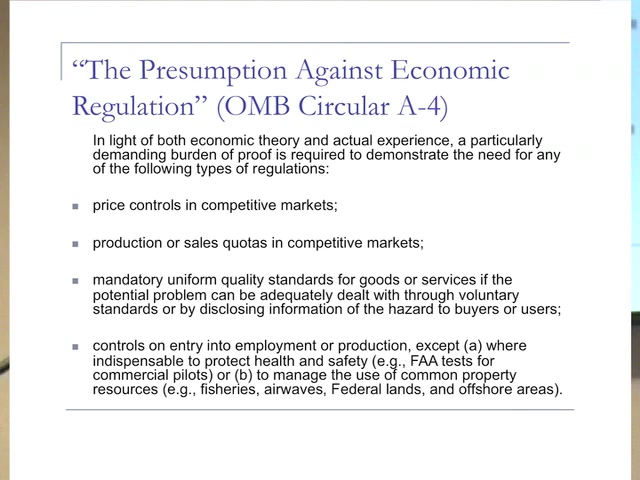 “The Presumption Against Economic
Regulation” (OMB Circular A-4)
In light of both economic theory and actual experience, a particularly
demanding burden of proof is required to demonstrate the need for any
of the following types of regulations:
price controls in competitive markets;
production or sales quotas in competitive markets;
mandatory uniform quality standards for goods or services if the
potential problem can be adequately dealt with through voluntary
standards or by disclosing information of the hazard to buyers or users;
controls on entry into employment or production, except (a) where
indispensable to protect health and safety (e.g., FAA tests for
commercial pilots) or (b) to manage the use of common property
resources (e.g., fisheries, airwaves, Federal lands, and offshore areas).